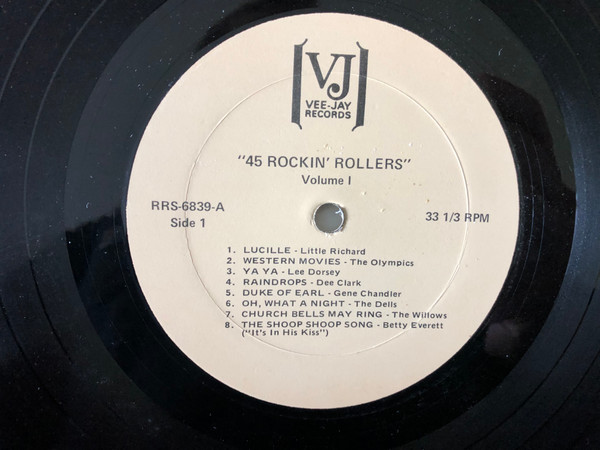 VJ
VEE-JAY
RECORDS
"45 ROCKIN' ROLLERS"
Volume I
RRS-6839-A
Side 1
33 1/3 RPM
1. LUCILLE - Little Richard
2. WESTERN MOVIES - The Olympics
3. YA YA - Lee Dorsey
4. RAINDROPS - Dee Clark
5. DUKE OF EARL - Gene Chandler
6. OH, WHAT A NIGHT - The Dells
7. CHURCH BELLS MAY RING - The Willows
8. THE SHOOP SHOOP SONG - Betty Everett
("It's In His Kiss")